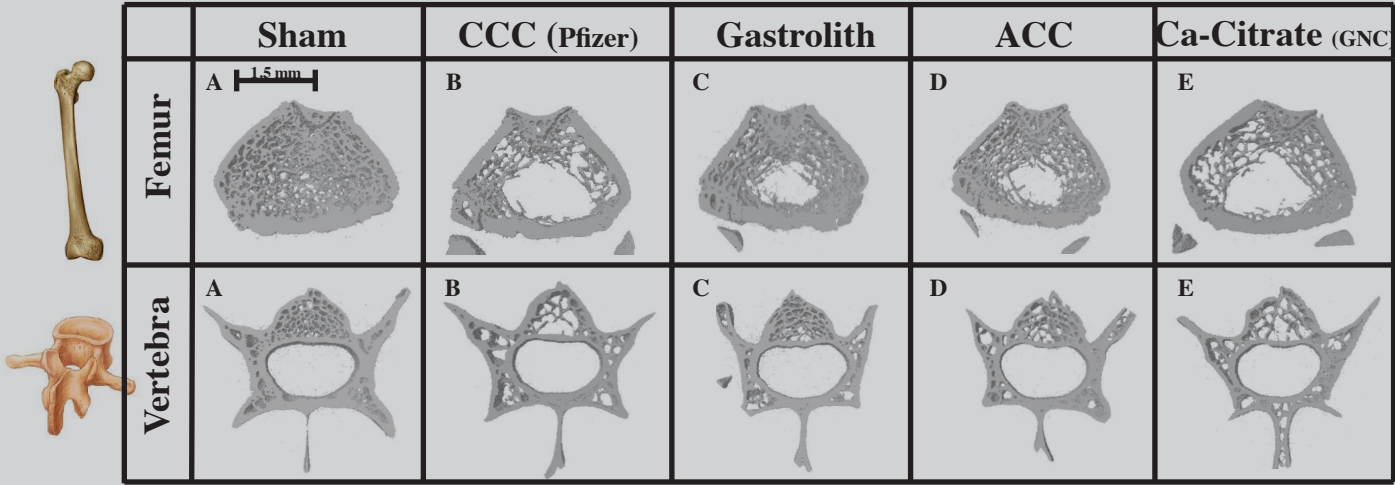 Sham CCC (Pfizer) Gastrolith ACC Ca-Citrate (GNC)
Femur
A 1.5 mm B C D E
Vertebra
A B C D E